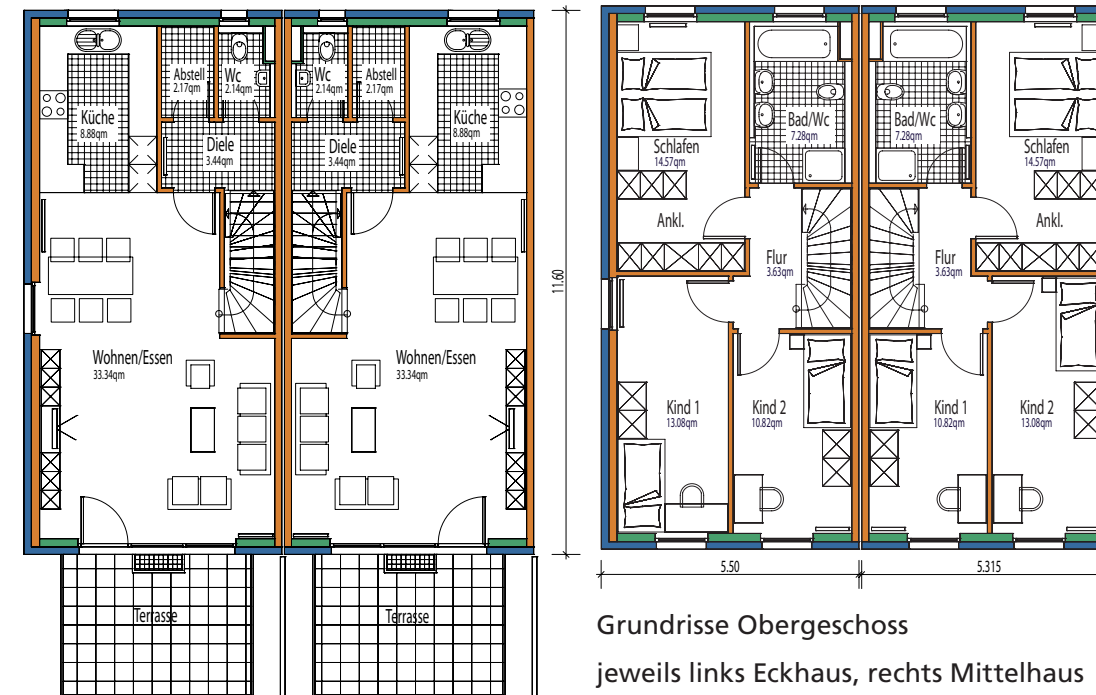 Küche
8.88qm
Abstell
2.17qm
Wc
2.14qm
Diele
3.44qm
Wohnen/Essen
33.34qm
Terrasse
Wc
2.14qm
Abstell
2.17qm
Küche
8.88qm
Diele
3.44qm
Wohnen/Essen
33.34qm
Terrasse
11.60
Schlafen
14.57qm
Ankl.
Bad/Wc
7.28qm
Flur
3.63qm
Kind 1
13.08qm
Kind 2
10.82qm
Bad/Wc
7.28qm
Schlafen
14.57qm
Ankl.
Flur
3.63qm
Kind 1
10.82qm
Kind 2
13.08qm
5.50
5.315
Grundrisse Obergeschoss
jeweils links Eckhaus, rechts Mittelhaus